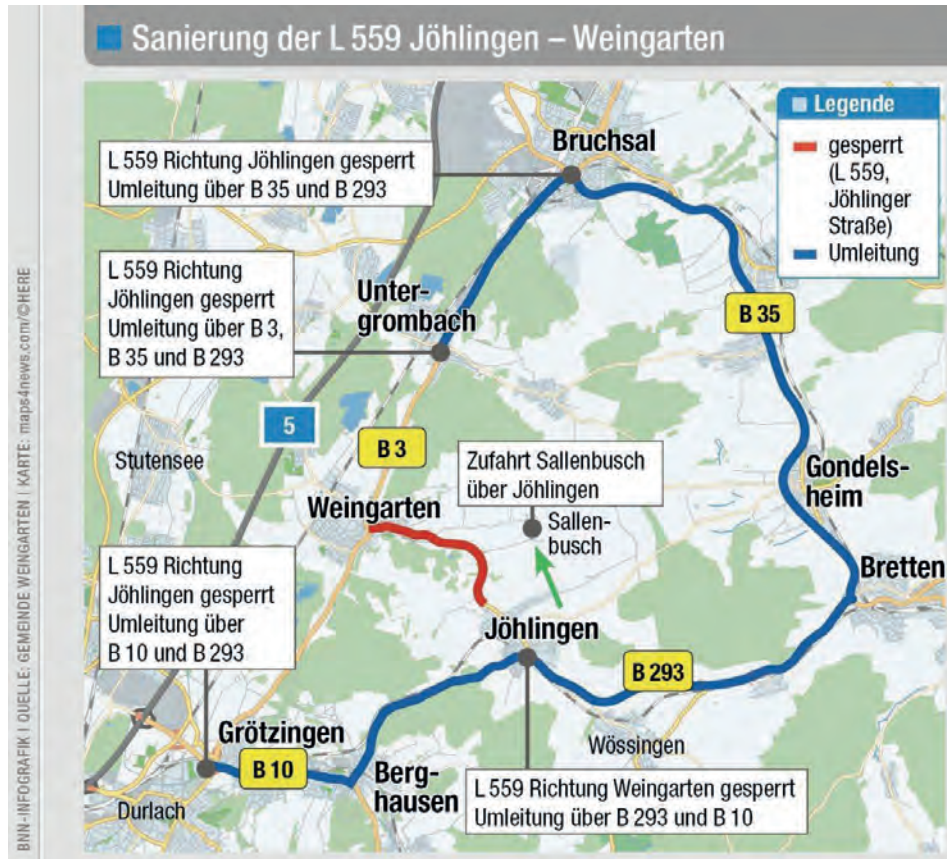 Sanierung der L 559 Jöhlingen – Weingarten
Legende
gesperrt
(L 559,
Jöhlinger
Straße)
Umleitung
Bruchsal
L 559 Richtung Jöhlingen gesperrt
Umleitung über B 35 und B 293
L 559 Richtung
Jöhlingen gesperrt
Umleitung über B 3,
B 35 und B 293
Unter-
grombach
B 35
5
B 3
Stutensee
Zufahrt Sallenbusch
über Jöhlingen
Gondels-
heim
Weingarten
Sallen-
busch
Bretten
L 559 Richtung
Jöhlingen gesperrt
Umleitung über
B 10 und B 293
Jöhlingen
B 293
Grötzingen
B 10
Wössingen
Berg-
hausen
Durlach
L 559 Richtung Weingarten gesperrt
Umleitung über B 293 und B 10
BNN-INFOGRAFIK I QUELLE: GEMEINDE WEINGARTEN I KARTE: maps4news.com/©HERE